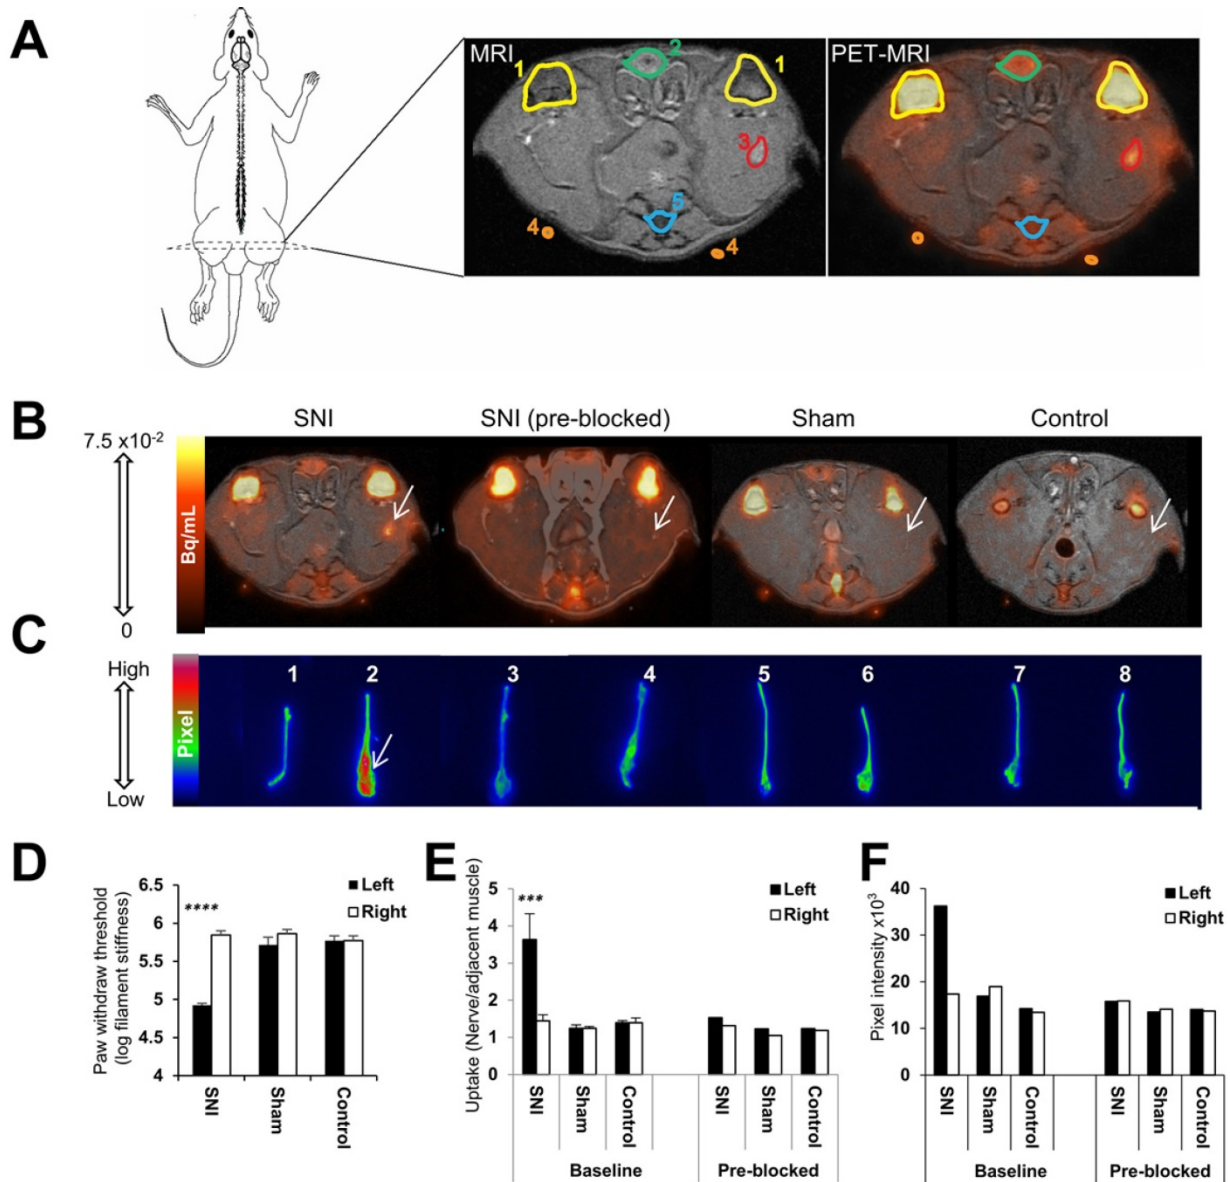 A
MRI
PET-MRI
1
2
1
3
5
4
4
B
SNI
SNI (pre-blocked)
Sham
Control
7.5 x10-2
Bq/mL
0
C
High
Pixel
Low
1
2
3
4
5
6
7
8
D
Paw withdraw threshold
(log filament stiffness)
6.5
6
5.5
5
4.5
4
****
Left
Right
SNI
Sham
Control
E
Uptake (Nerve/adjacent muscle)
5
4
3
2
1
0
***
Left
Right
SNI
Sham
Control
SNI
Sham
Control
Baseline
Pre-blocked
F
Pixel intensity x10³
40
30
20
10
0
Left
Right
SNI
Sham
Control
SNI
Sham
Control
Baseline
Pre-blocked